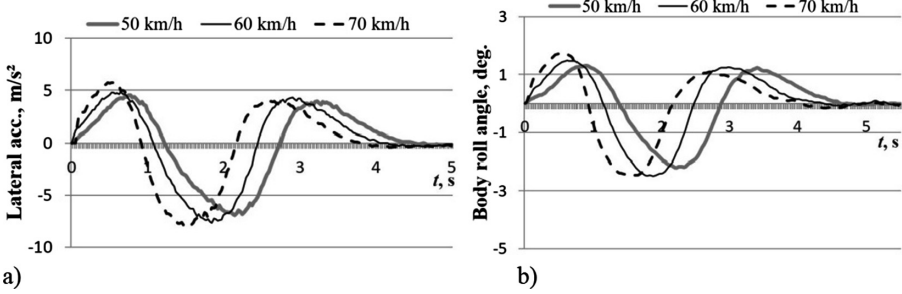 50 km/h 60 km/h 70 km/h
10
5
0
-5
-10
0 1 2 3 4 5
Lateral acc., m/s²
t, s
a)
50 km/h 60 km/h 70 km/h
3
1
-1
-3
-5
0 1 3 4 5
Body roll angle, deg.
t, s
b)